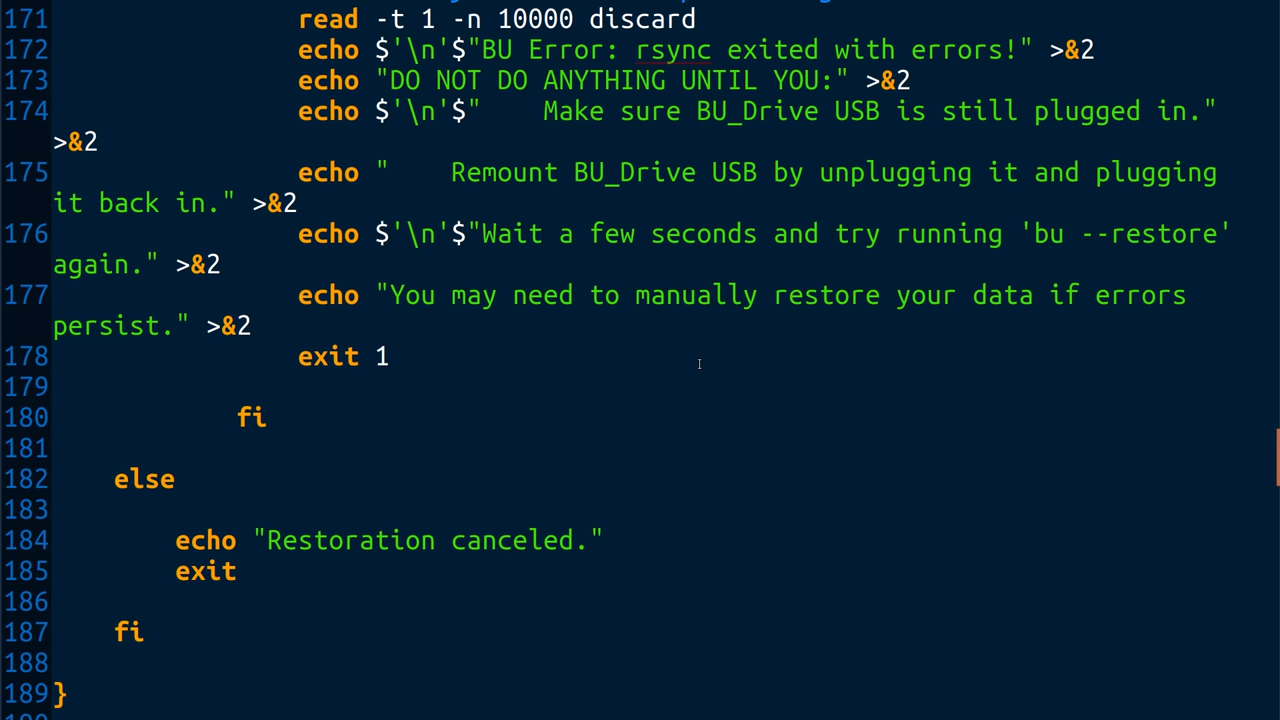 171 read -t 1 -n 10000 discard
172 echo $'\n'$"BU Error: rsync exited with errors!" >&2
173 echo "DO NOT DO ANYTHING UNTIL YOU:" >&2
174 echo $'\n'$"    Make sure BU_Drive USB is still plugged in."
>&2
175 echo "    Remount BU_Drive USB by unplugging it and plugging
it back in." >&2
176 echo $'\n'$"Wait a few seconds and try running 'bu --restore'
again." >&2
177 echo "You may need to manually restore your data if errors
persist." >&2
178 exit 1
179
180 fi
181
182 else
183
184 echo "Restoration canceled."
185 exit
186
187 fi
188
189 }